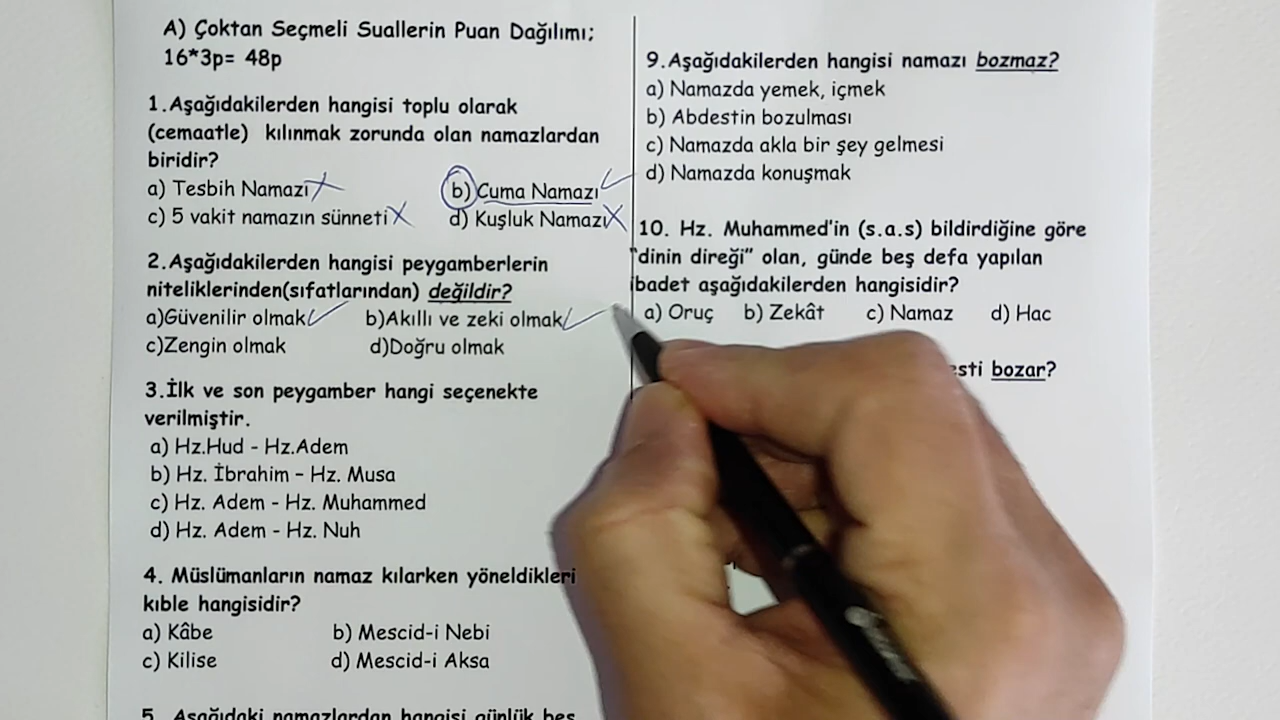 A) Çoktan Seçmeli Suallerin Puan Dağılımı;
16*3p= 48p
1.Aşağıdakilerden hangisi toplu olarak
(cemaatle) kılınmak zorunda olan namazlardan
biridir?
a) Tesbih Namazı b) Cuma Namazı
c) 5 vakit namazın sünneti d) Kuşluk Namazı
2.Aşağıdakilerden hangisi peygamberlerin
niteliklerinden(sıfatlarından) değildir?
a)Güvenilir olmak b)Akıllı ve zeki olmak
c)Zengin olmak d)Doğru olmak
3.İlk ve son peygamber hangi seçenekte
verilmiştir.
a) Hz.Hud - Hz.Adem
b) Hz. İbrahim – Hz. Musa
c) Hz. Adem - Hz. Muhammed
d) Hz. Adem - Hz. Nuh
4. Müslümanların namaz kılarken yöneldikleri
kıble hangisidir?
a) Kâbe b) Mescid-i Nebi
c) Kilise d) Mescid-i Aksa
5. Aşağıdaki namazlardan hangisi günlük beş
9.Aşağıdakilerden hangisi namazı bozmaz?
a) Namazda yemek, içmek
b) Abdestin bozulması
c) Namazda akla bir şey gelmesi
d) Namazda konuşmak
10. Hz. Muhammed'in (s.a.s) bildirdiğine göre
"dinin direği" olan, günde beş defa yapılan
ibadet aşağıdakilerden hangisidir?
a) Oruç b) Zekât c) Namaz d) Hac
bozar?